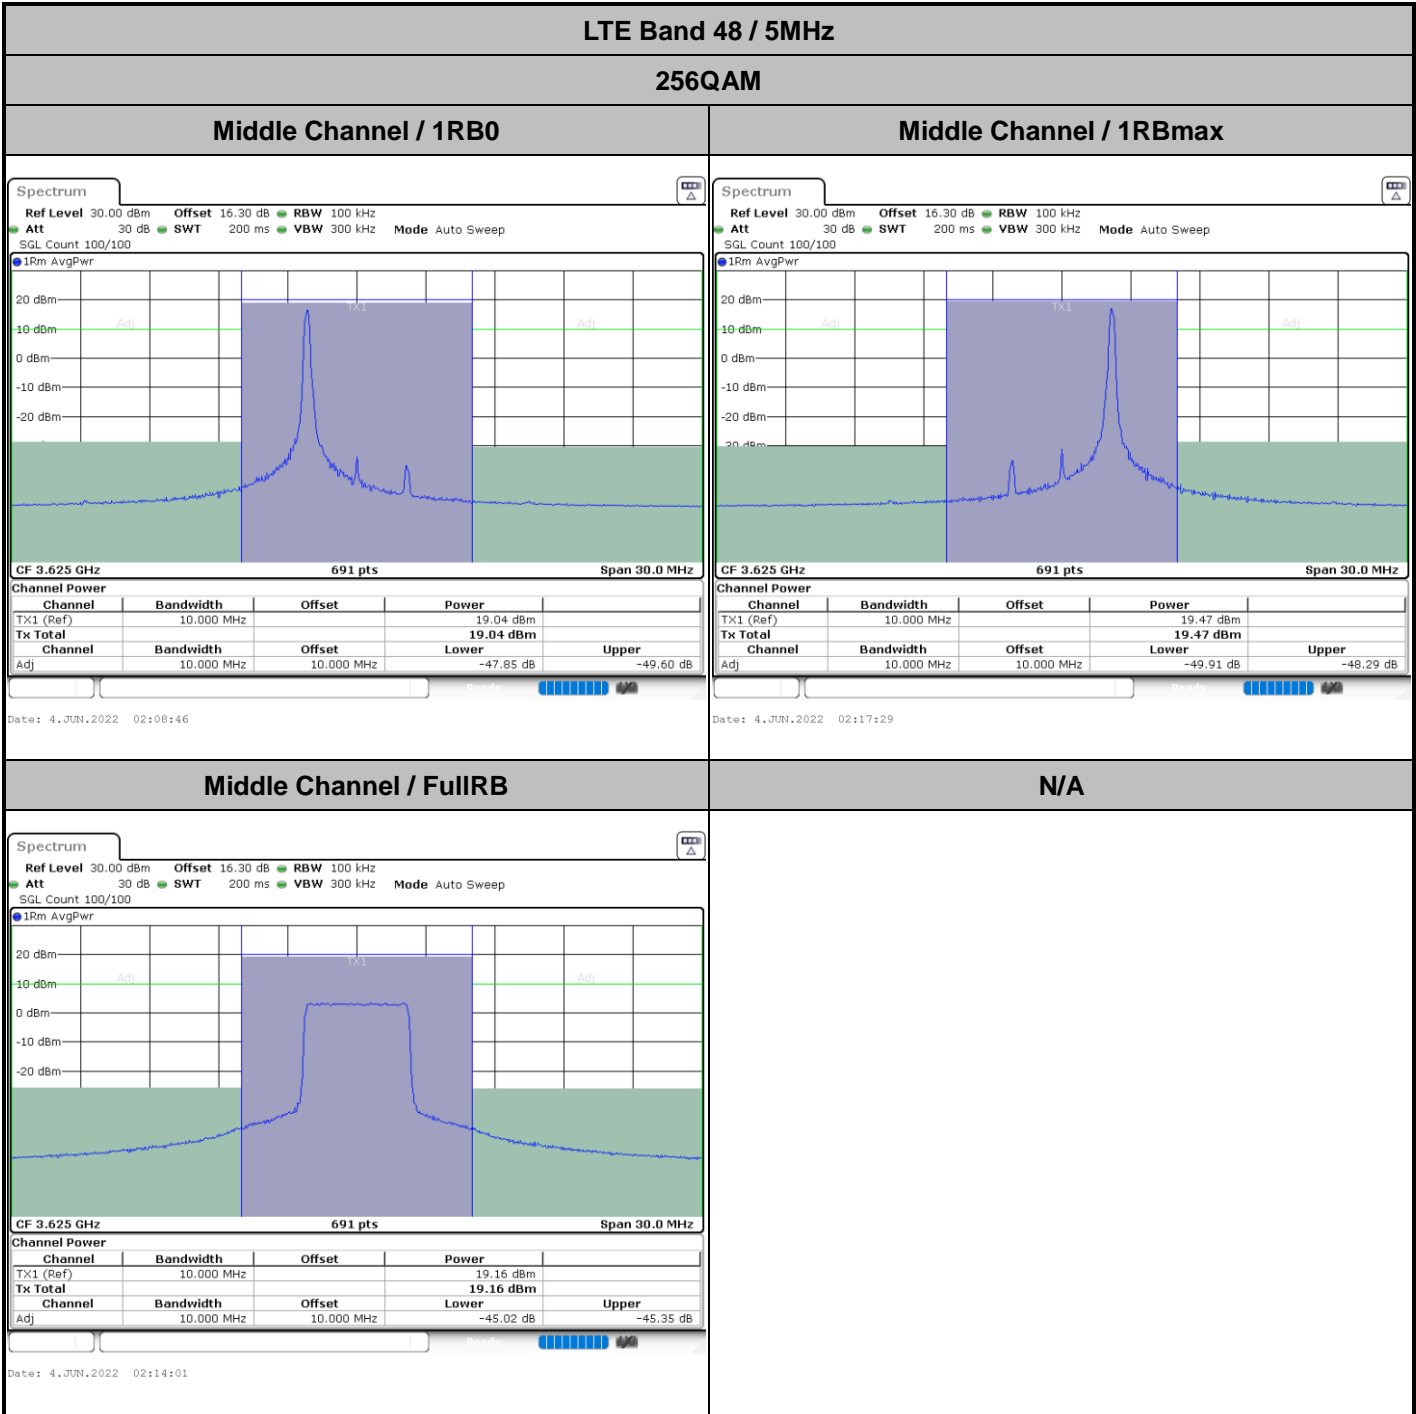 LTE Band 48 / 5MHz
256QAM
Middle Channel / 1RB0
Spectrum
Ref Level 30.00 dBm Offset 16.30 dB RBW 100 kHz
Att 30 dB SWT 200 ms VBW 300 kHz Mode Auto Sweep
SGL Count 100/100
1Rm AvgPwr
TX1
20 dBm
Adj Adj
10 dBm
0 dBm
-10 dBm
-20 dBm
CF 3.625 GHz 691 pts Span 30.0 MHz
Channel Power
Channel Bandwidth Offset Power
TX1 (Ref) 10.000 MHz 19.04 dBm
Tx Total 19.04 dBm
Channel Bandwidth Offset Lower Upper
Adj 10.000 MHz 10.000 MHz -47.85 dB -49.60 dB
Ready
Date: 4.JUN.2022 02:08:46
Middle Channel / 1RBmax
Spectrum
Ref Level 30.00 dBm Offset 16.30 dB RBW 100 kHz
Att 30 dB SWT 200 ms VBW 300 kHz Mode Auto Sweep
SGL Count 100/100
1Rm AvgPwr
20 dBm
TX1
Adj Adj
10 dBm
0 dBm
-10 dBm
-20 dBm
CF 3.625 GHz 691 pts Span 30.0 MHz
Channel Power
Channel Bandwidth Offset Power
TX1 (Ref) 10.000 MHz 19.47 dBm
Tx Total 19.47 dBm
Channel Bandwidth Offset Lower Upper
Adj 10.000 MHz 10.000 MHz -49.91 dB -48.29 dB
Ready
Date: 4.JUN.2022 02:17:29
Middle Channel / FullRB
Spectrum
Ref Level 30.00 dBm Offset 16.30 dB RBW 100 kHz
Att 30 dB SWT 200 ms VBW 300 kHz Mode Auto Sweep
SGL Count 100/100
1Rm AvgPwr
20 dBm
TX1
Adj Adj
10 dBm
0 dBm
-10 dBm
-20 dBm
CF 3.625 GHz 691 pts Span 30.0 MHz
Channel Power
Channel Bandwidth Offset Power
TX1 (Ref) 10.000 MHz 19.16 dBm
Tx Total 19.16 dBm
Channel Bandwidth Offset Lower Upper
Adj 10.000 MHz 10.000 MHz -45.02 dB -45.35 dB
Ready
Date: 4.JUN.2022 02:14:01
N/A